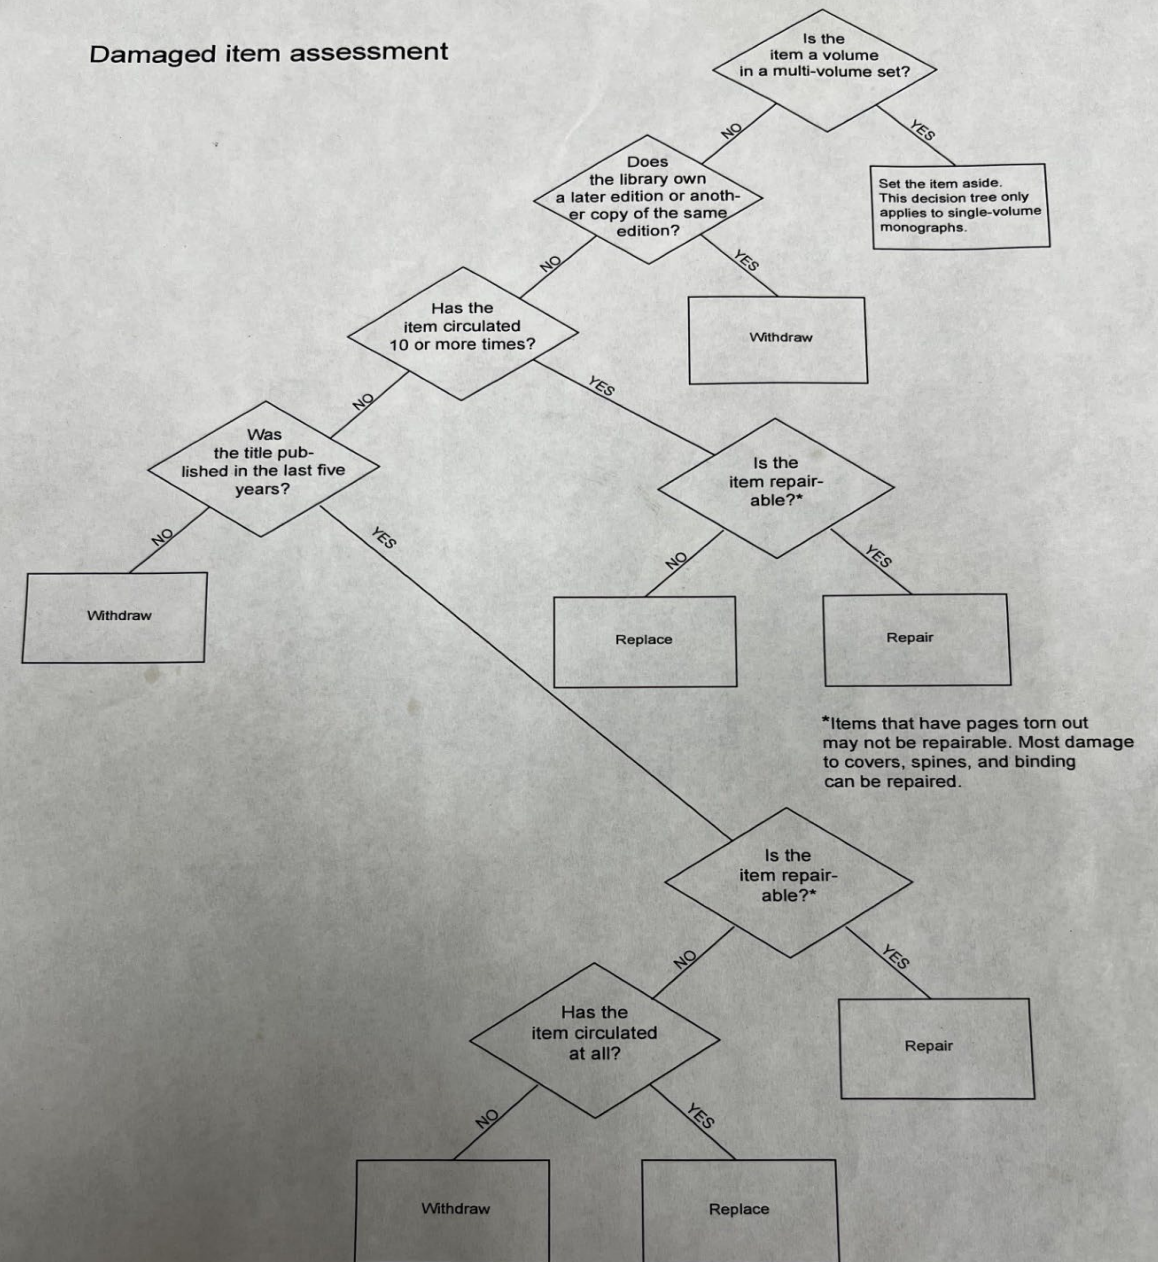 Damaged item assessment
Is the
item a volume
in a multi-volume set?
NO
YES
Does
the library own
a later edition or anoth-
er copy of the same
edition?
Set the item aside.
This decision tree only
applies to single-volume
monographs.
NO
YES
Has the
item circulated
10 or more times?
Withdraw
NO
YES
Was
the title pub-
lished in the last five
years?
Is the
item repair-
able?*
NO
YES
NO
YES
Withdraw
Replace
Repair
*Items that have pages torn out
may not be repairable. Most damage
to covers, spines, and binding
can be repaired.
Is the
item repair-
able?*
NO
YES
Has the
item circulated
at all?
Repair
NO
YES
Withdraw
Replace